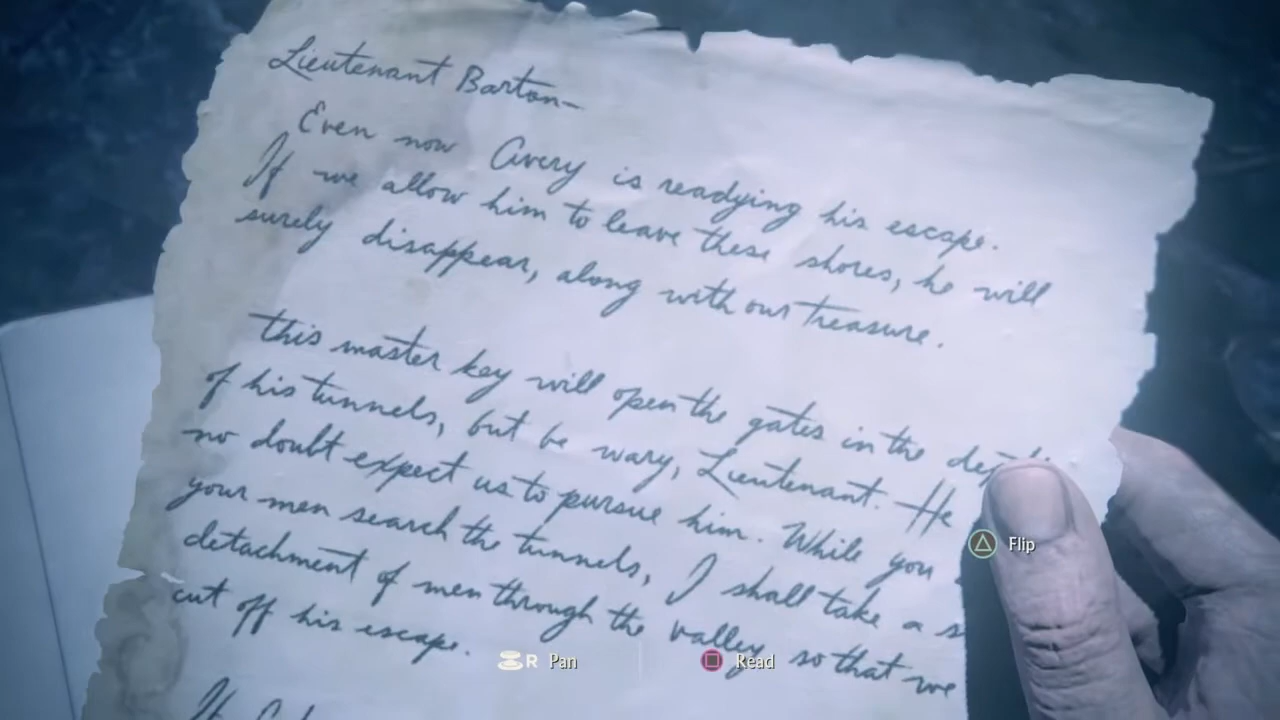 Lieutenant Barton—
Even now Avery is readying his escape.
If we allow him to leave these shores, he will
surely disappear, along with our treasure.
This master key will open the gates in the
of his tunnels, but be wary, Lieutenant. He
no doubt expect us to pursue him. While you
your men search the tunnels, I shall take a
detachment of men through the valley so that we
cut off his escape.
If
Flip
R Pan
Read